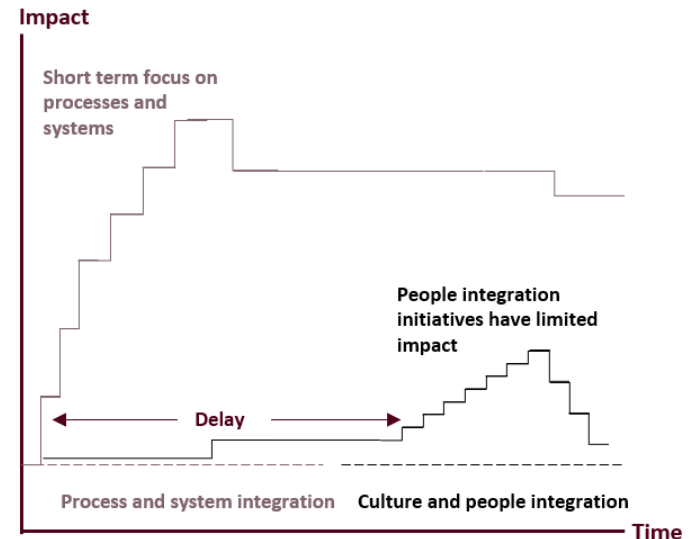 Impact
Short term focus on
processes and
systems
People integration
initiatives have limited
impact
Delay
Process and system integration
Culture and people integration
Time